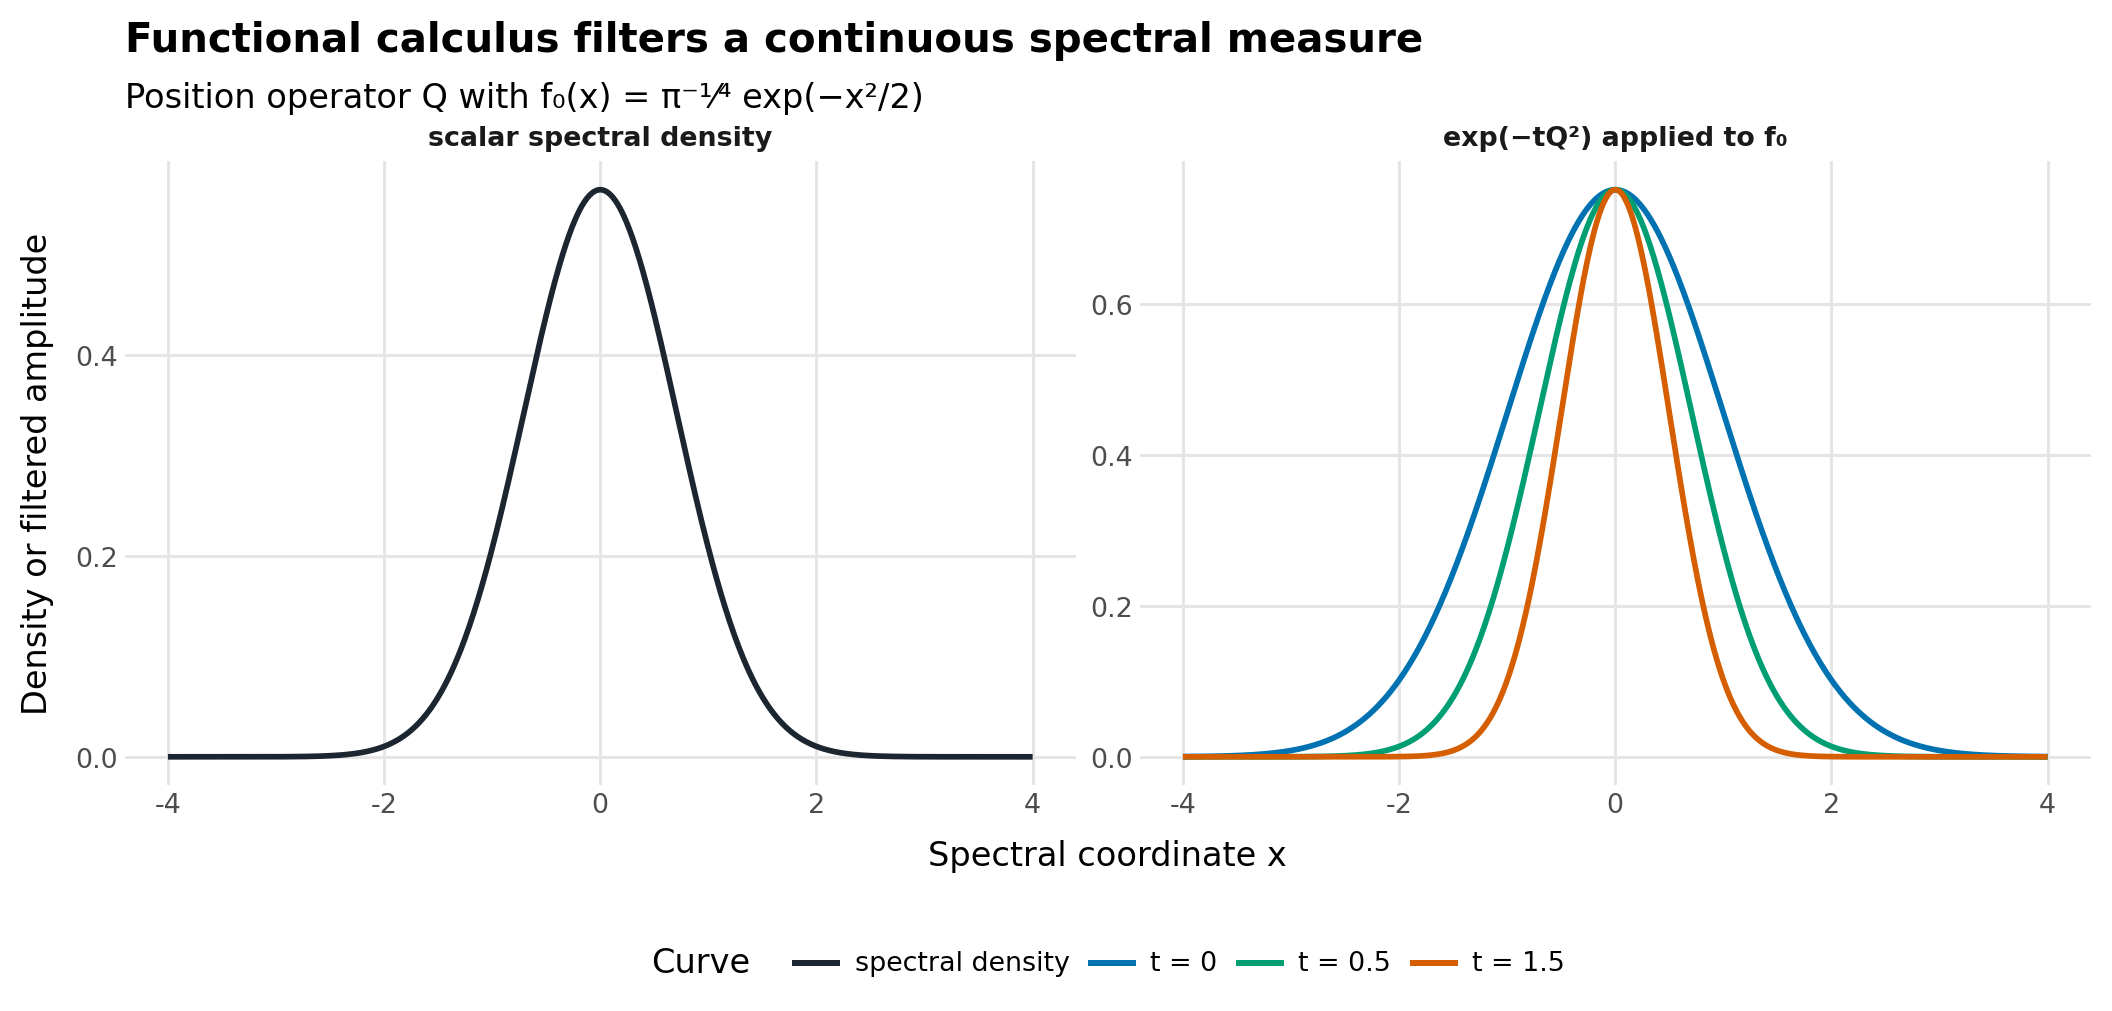 Functional calculus filters a continuous spectral measure
Position operator Q with f₀(x) = π⁻¹⁄⁴ exp(−x²/2)
scalar spectral density
exp(−tQ²) applied to f₀
Density or filtered amplitude
0.4
0.2
0.0
0.6
0.4
0.2
0.0
-4 -2 0 2 4
-4 -2 0 2 4
Spectral coordinate x
Curve spectral density t = 0 t = 0.5 t = 1.5